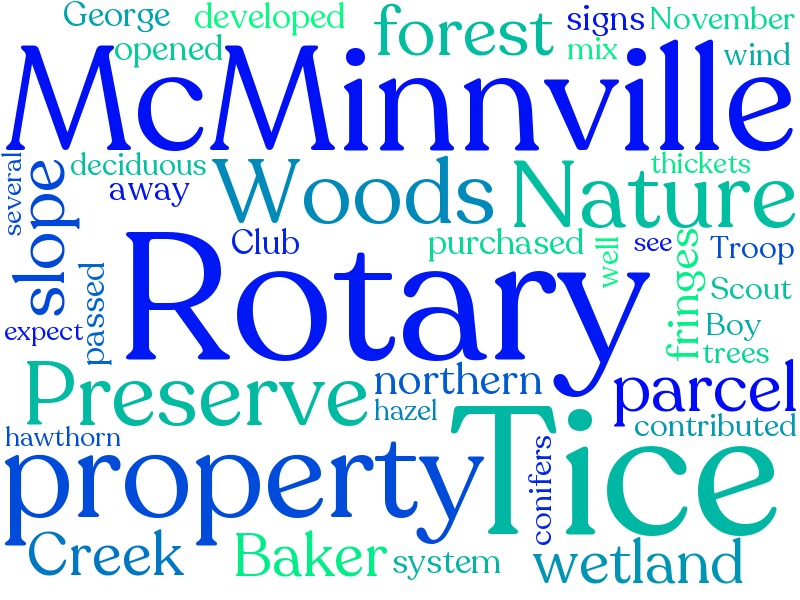 George developed forest signs November
opened mix wind
McMinnville
several slope deciduous away Woods Nature thickets
Club purchased well see fringes Troop
passed Rotary Scout
expect Boy
trees
Preserve northern parcel
hazel contributed
hawthorn
property Tice
conifers
Creek Baker system wetland